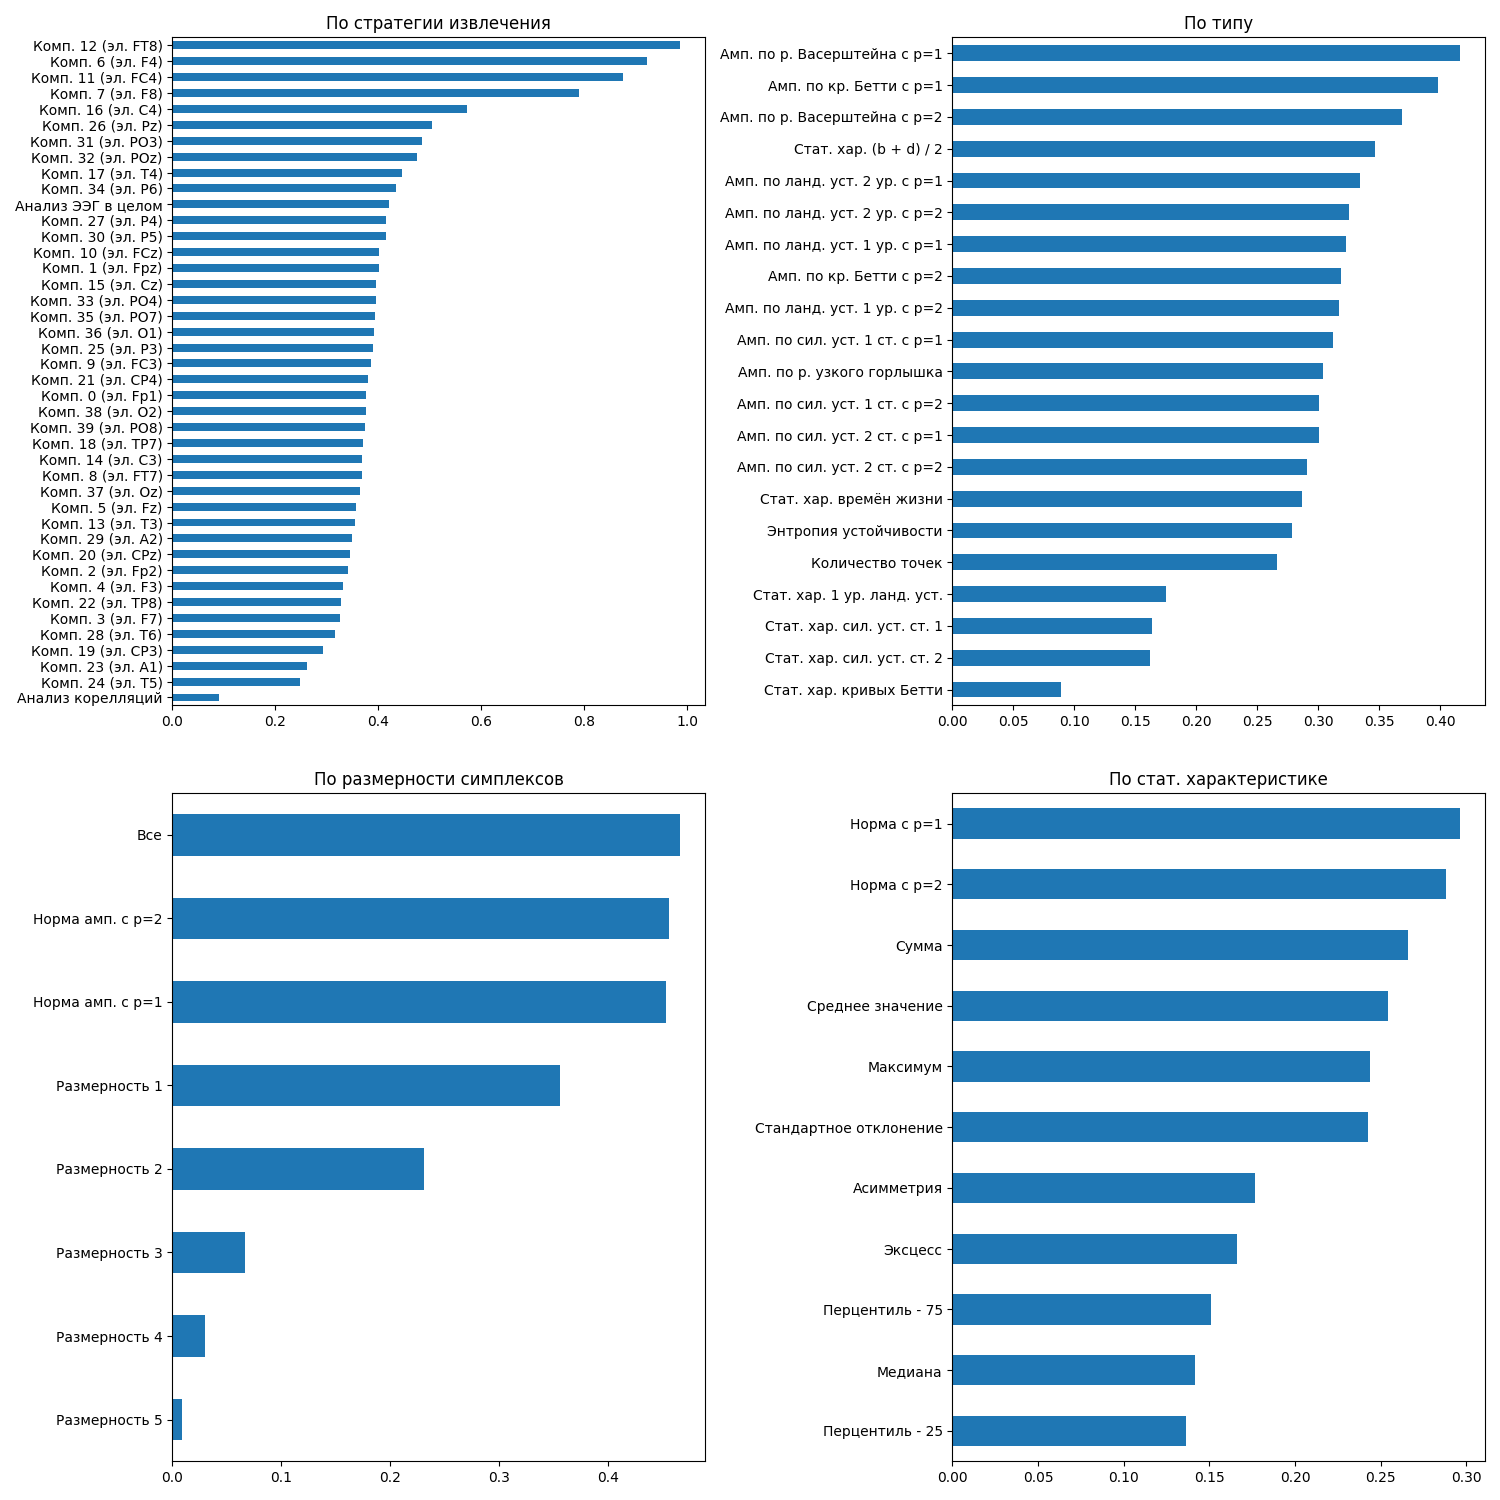 По стратегии извлечения
Комп. 12 (эл. FT8)
Комп. 6 (эл. F4)
Комп. 11 (эл. FC4)
Комп. 7 (эл. F8)
Комп. 16 (эл. C4)
Комп. 26 (эл. Pz)
Комп. 31 (эл. PO3)
Комп. 32 (эл. POz)
Комп. 17 (эл. T4)
Комп. 34 (эл. P6)
Анализ ЭЭГ в целом
Комп. 27 (эл. P4)
Комп. 30 (эл. P5)
Комп. 10 (эл. FCz)
Комп. 1 (эл. Fpz)
Комп. 15 (эл. Cz)
Комп. 33 (эл. PO4)
Комп. 35 (эл. PO7)
Комп. 36 (эл. O1)
Комп. 25 (эл. P3)
Комп. 9 (эл. FC3)
Комп. 21 (эл. CP4)
Комп. 0 (эл. Fp1)
Комп. 38 (эл. O2)
Комп. 39 (эл. PO8)
Комп. 18 (эл. TP7)
Комп. 14 (эл. C3)
Комп. 8 (эл. FT7)
Комп. 37 (эл. Oz)
Комп. 5 (эл. Fz)
Комп. 13 (эл. T3)
Комп. 29 (эл. A2)
Комп. 20 (эл. CPz)
Комп. 2 (эл. Fp2)
Комп. 4 (эл. F3)
Комп. 22 (эл. TP8)
Комп. 3 (эл. F7)
Комп. 28 (эл. T6)
Комп. 19 (эл. CP3)
Комп. 23 (эл. A1)
Комп. 24 (эл. T5)
Анализ корелляций
0.0 0.2 0.4 0.6 0.8 1.0
По типу
Амп. по р. Васерштейна с p=1
Амп. по кр. Бетти с p=1
Амп. по р. Васерштейна с p=2
Стат. хар. (b + d) / 2
Амп. по ланд. уст. 2 ур. с p=1
Амп. по ланд. уст. 2 ур. с p=2
Амп. по ланд. уст. 1 ур. с p=1
Амп. по кр. Бетти с p=2
Амп. по ланд. уст. 1 ур. с p=2
Амп. по сил. уст. 1 ст. с p=1
Амп. по р. узкого горлышка
Амп. по сил. уст. 1 ст. с p=2
Амп. по сил. уст. 2 ст. с p=1
Амп. по сил. уст. 2 ст. с p=2
Стат. хар. времён жизни
Энтропия устойчивости
Количество точек
Стат. хар. 1 ур. ланд. уст.
Стат. хар. сил. уст. ст. 1
Стат. хар. сил. уст. ст. 2
Стат. хар. кривых Бетти
0.00 0.05 0.10 0.15 0.20 0.25 0.30 0.35 0.40
По размерности симплексов
Все
Норма амп. с p=2
Норма амп. с p=1
Размерность 1
Размерность 2
Размерность 3
Размерность 4
Размерность 5
0.0 0.1 0.2 0.3 0.4
По стат. характеристике
Норма с p=1
Норма с p=2
Сумма
Среднее значение
Максимум
Стандартное отклонение
Асимметрия
Эксцесс
Перцентиль - 75
Медиана
Перцентиль - 25
0.00 0.05 0.10 0.15 0.20 0.25 0.30